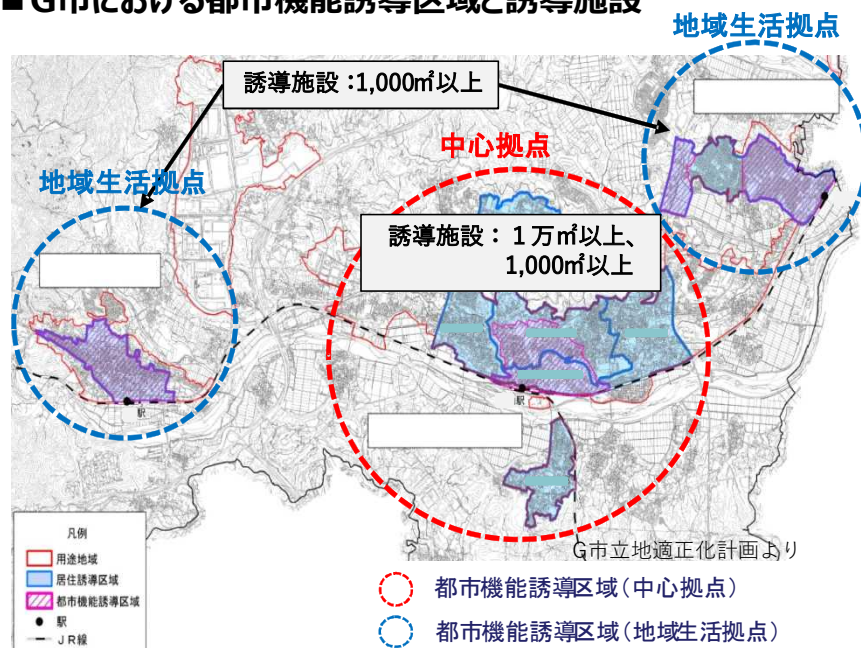 ■G市における都市機能誘導区域と誘導施設
地域生活拠点
誘導施設：1,000㎡以上
中心拠点
地域生活拠点
誘導施設：１万㎡以上、
1,000㎡以上
駅
駅
凡例
用途地域
居住誘導区域
都市機能誘導区域
駅
ＪＲ線
G市立地適正化計画より
都市機能誘導区域（中心拠点）
都市機能誘導区域（地域生活拠点）